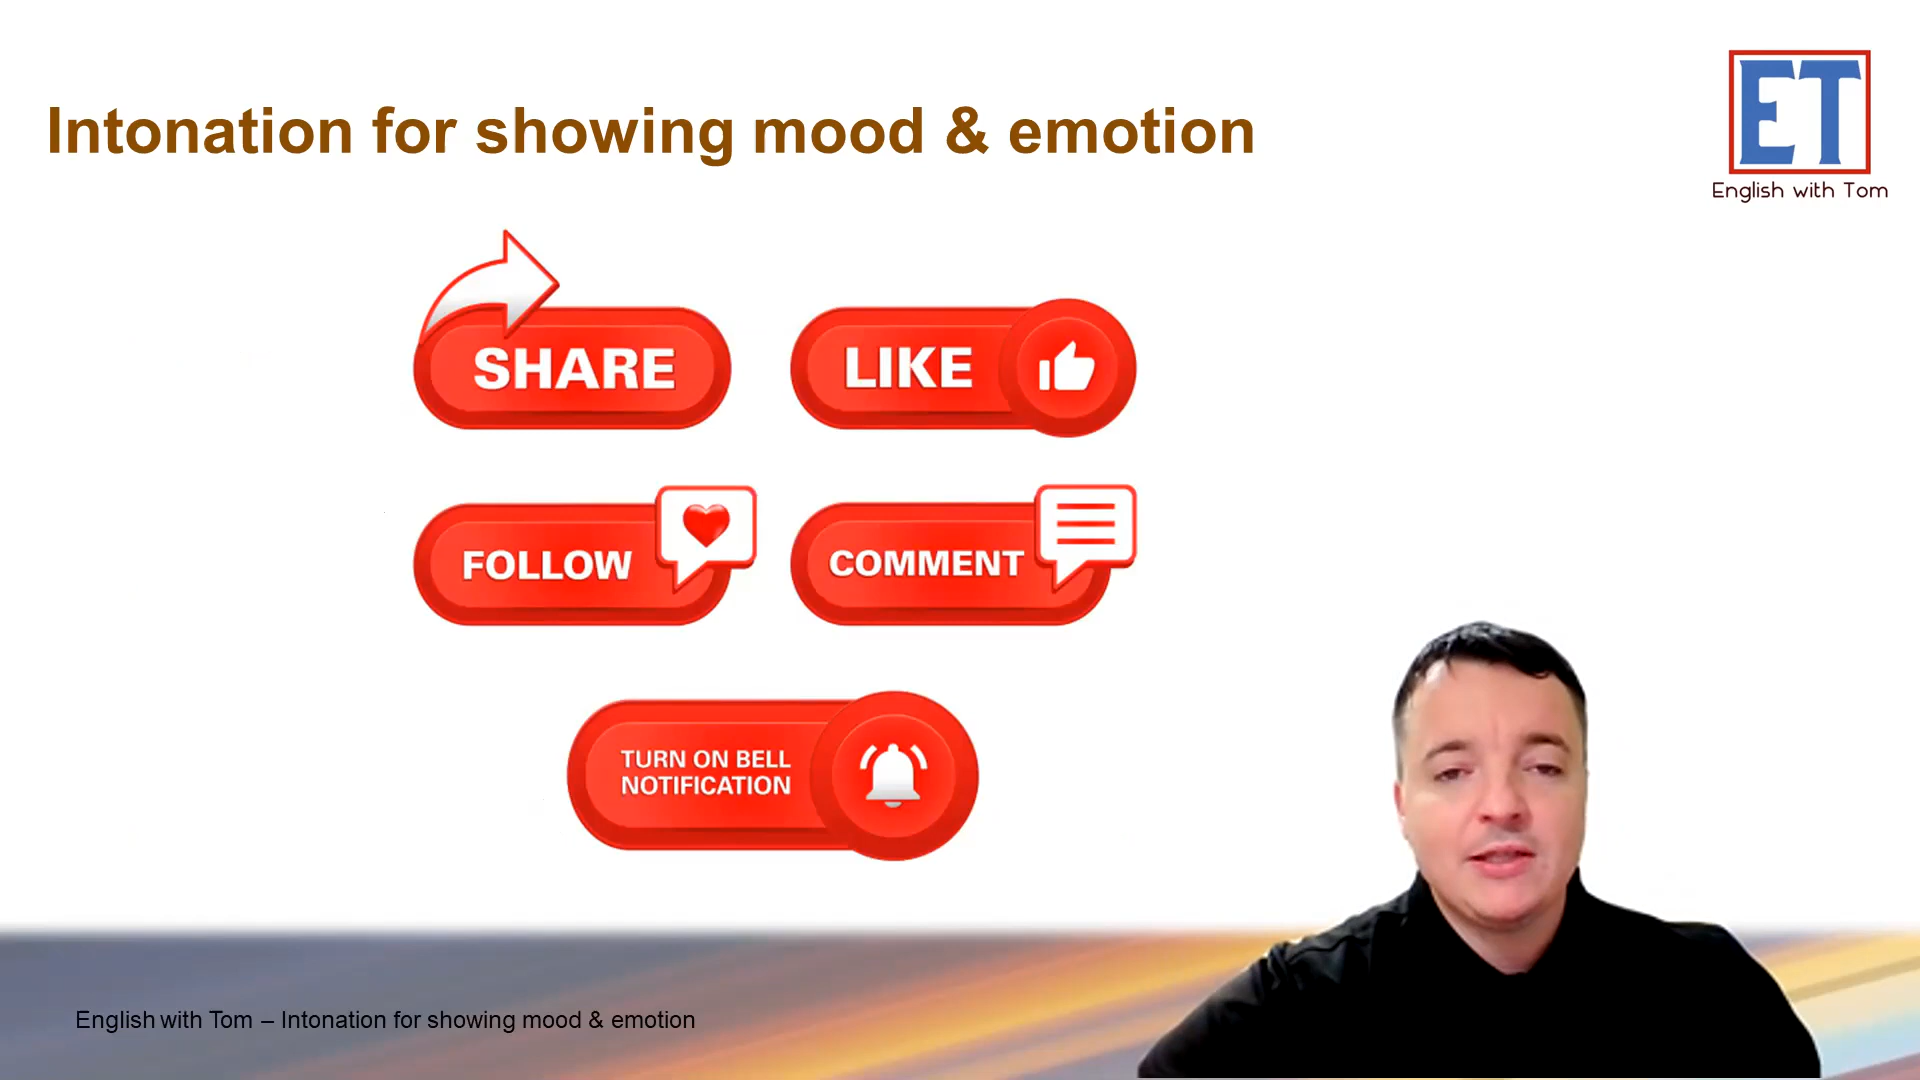 Intonation for showing mood & emotion
ET
English with Tom
SHARE
LIKE
FOLLOW
COMMENT
TURN ON BELL
NOTIFICATION
English with Tom – Intonation for showing mood & emotion